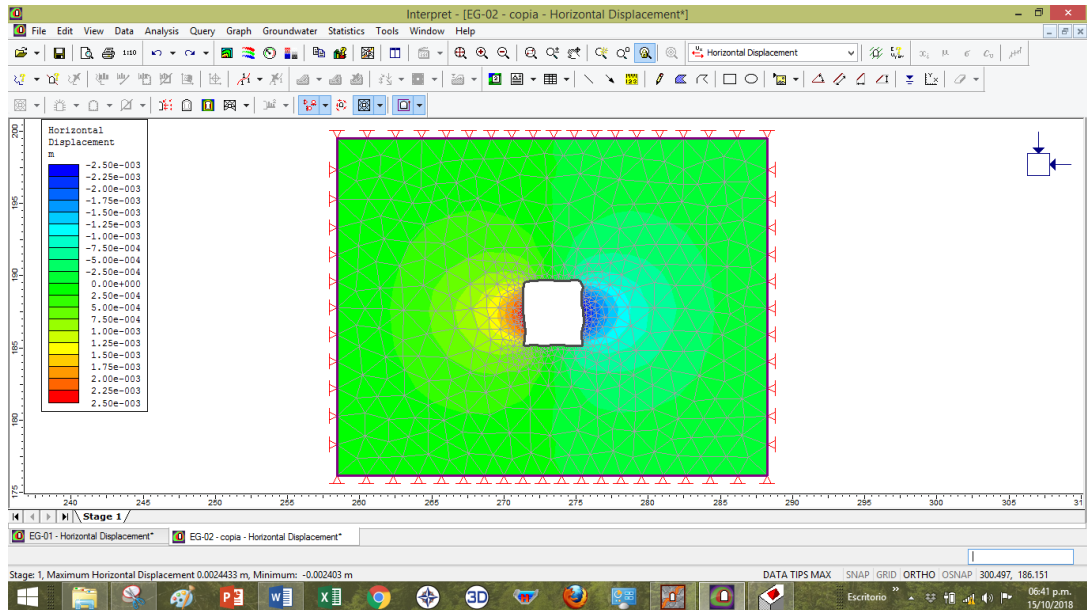 Interpret - [EG-02 - copia - Horizontal Displacement*]
File Edit View Data Analysis Query Graph Groundwater Statistics Tools Window Help
1:10
Horizontal Displacement
Horizontal
Displacement
m
-2.50e-003
-2.25e-003
-2.00e-003
-1.75e-003
-1.50e-003
-1.25e-003
-1.00e-003
-7.50e-004
-5.00e-004
-2.50e-004
0.00e+000
2.50e-004
5.00e-004
7.50e-004
1.00e-003
1.25e-003
1.50e-003
1.75e-003
2.00e-003
2.25e-003
2.50e-003
200
195
190
185
180
175
240 245 250 255 260 265 270 275 280 285 290 295 300 305 31
Stage 1
EG-01 - Horizontal Displacement* EG-02 - copia - Horizontal Displacement*
Stage: 1, Maximum Horizontal Displacement 0.0024433 m, Minimum: -0.002403 m DATA TIPS MAX SNAP GRID ORTHO OSNAP 300.497, 186.151
Escritorio 06:41 p.m.
15/10/2018